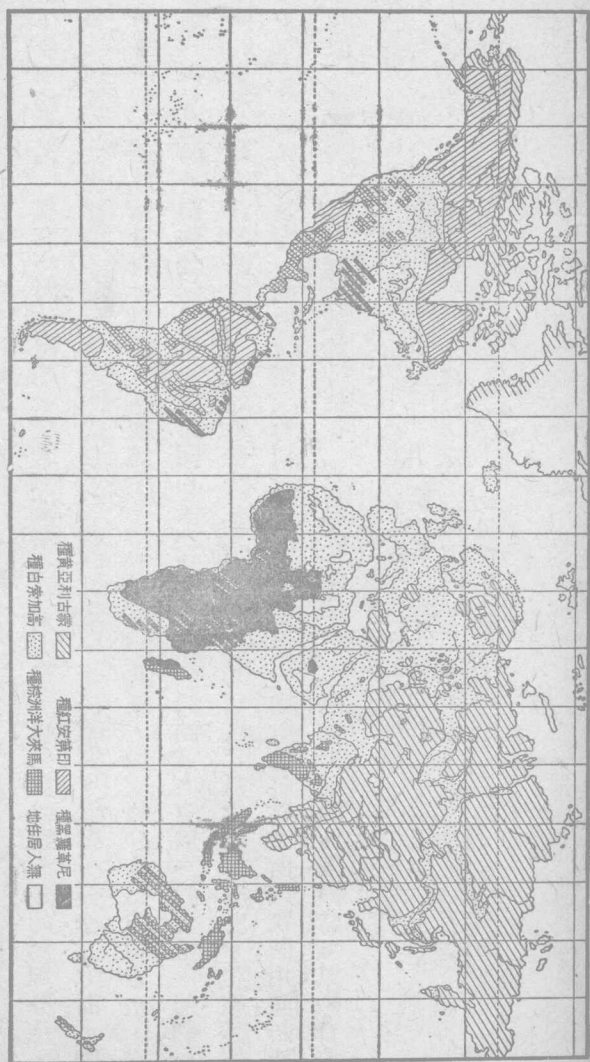 蒙古利亞黃種
高加索白種
印第安紅種
馬來大洋洲棕種
尼革羅黑種
無人居住地